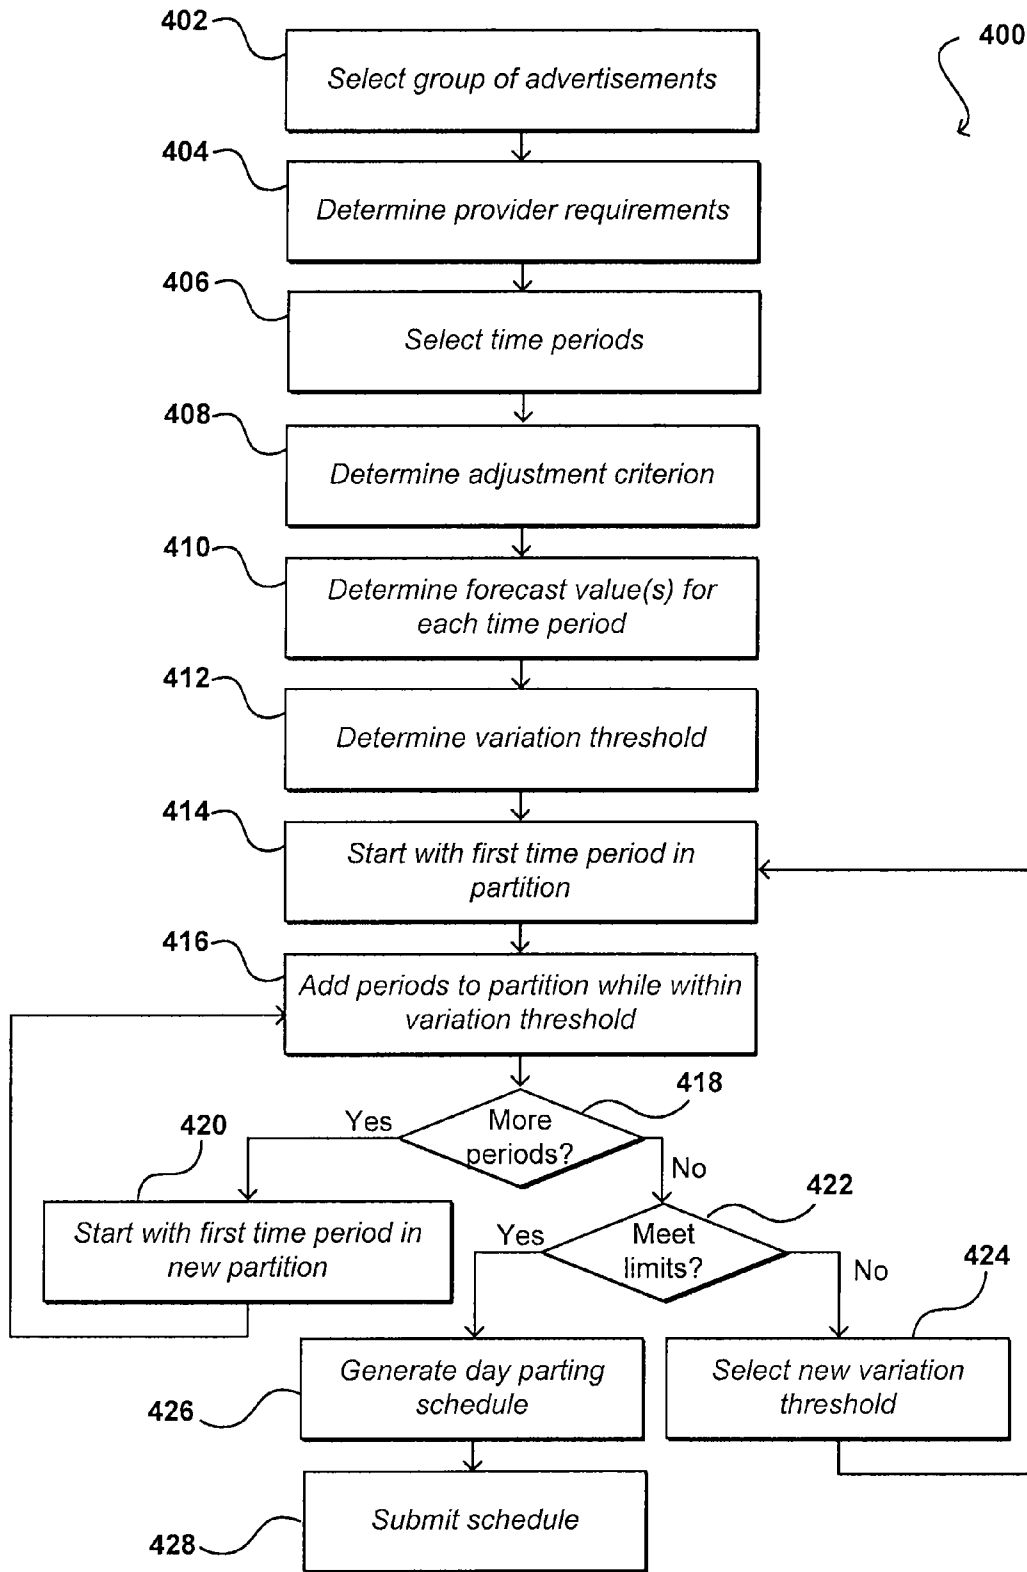 402
400
Select group of advertisements
404
Determine provider requirements
406
Select time periods
408
Determine adjustment criterion
410
Determine forecast value(s) for
each time period
412
Determine variation threshold
414
Start with first time period in
partition
416
Add periods to partition while within
variation threshold
418
Yes
More
periods?
420
No
422
Start with first time period in
new partition
Yes
Meet
limits?
No
424
Generate day parting
schedule
426
Select new variation
threshold
Submit schedule
428